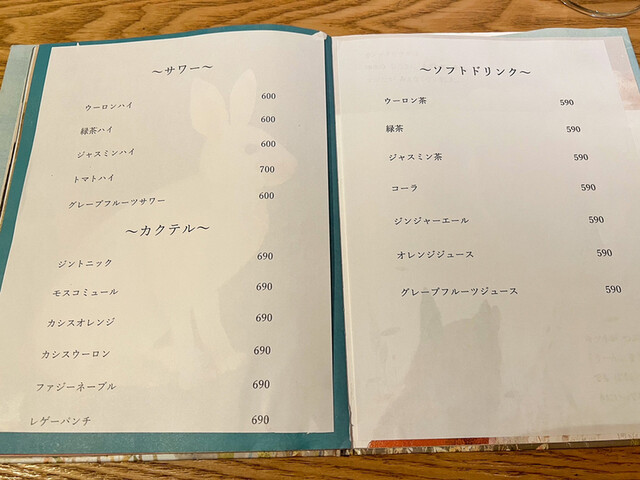 ～サワー～
ウーロンハイ 600
緑茶ハイ 600
ジャスミンハイ 600
トマトハイ 700
グレープフルーツサワー 600
～カクテル～
ジントニック 690
モスコミュール 690
カシスオレンジ 690
カシスウーロン 690
ファジーネーブル 690
レゲーパンチ 690
～ソフトドリンク～
ウーロン茶 590
緑茶 590
ジャスミン茶 590
コーラ 590
ジンジャーエール 590
オレンジジュース 590
グレープフルーツジュース 590